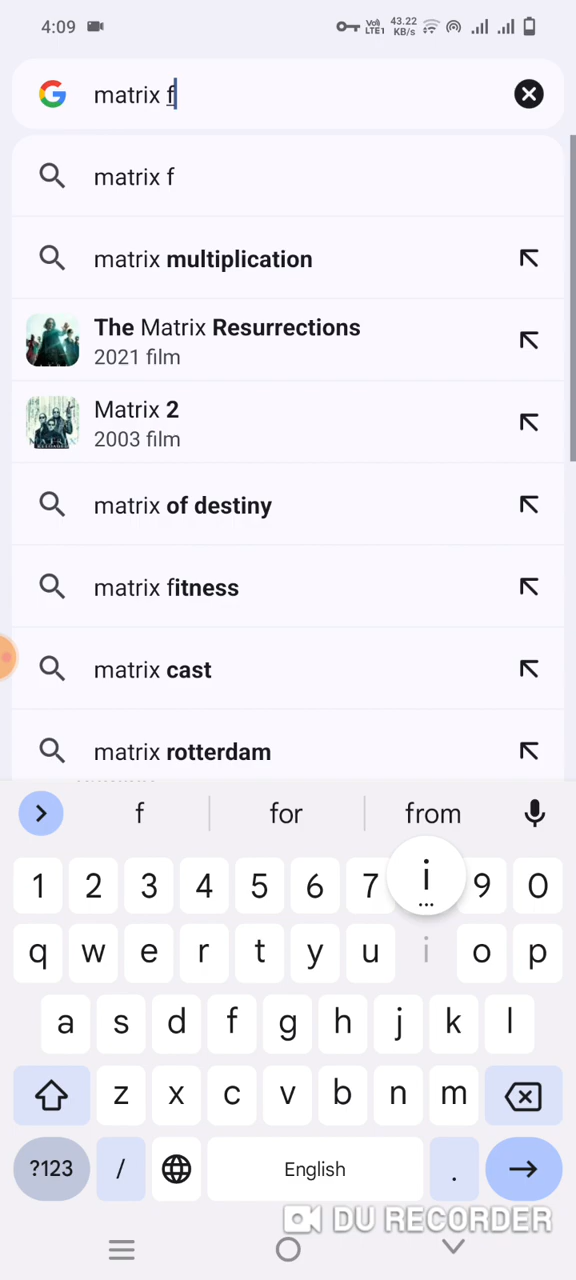 4:09 Vo) LTE1 43.22 KB/s
matrix f
matrix f
matrix multiplication
The Matrix Resurrections
2021 film
Matrix 2
2003 film
matrix of destiny
matrix fitness
matrix cast
matrix rotterdam
f for from
i
1 2 3 4 5 6 7 9 0
q w e r t y u i o p
a s d f g h j k l
z x c v b n m
?123 / English .
DU RECORDER